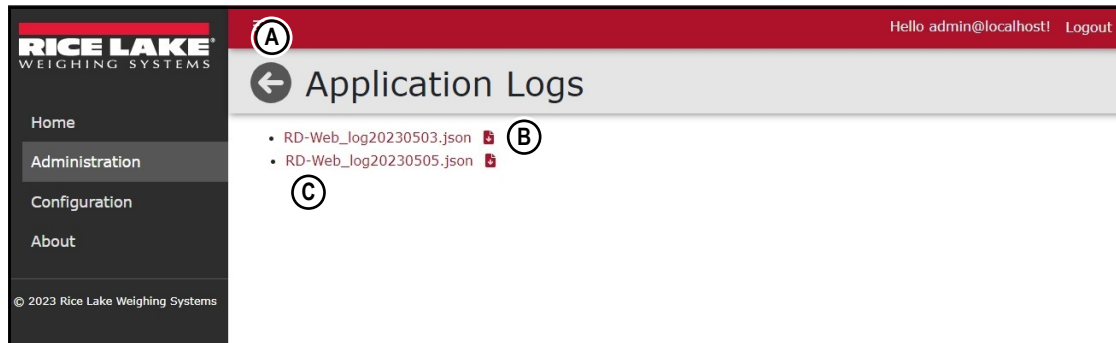 RICE LAKE
WEIGHING SYSTEMS
Home
Administration
Configuration
About
© 2023 Rice Lake Weighing Systems
A
Hello admin@localhost! Logout
Application Logs
RD-Web_log20230503.json B
RD-Web_log20230505.json
C